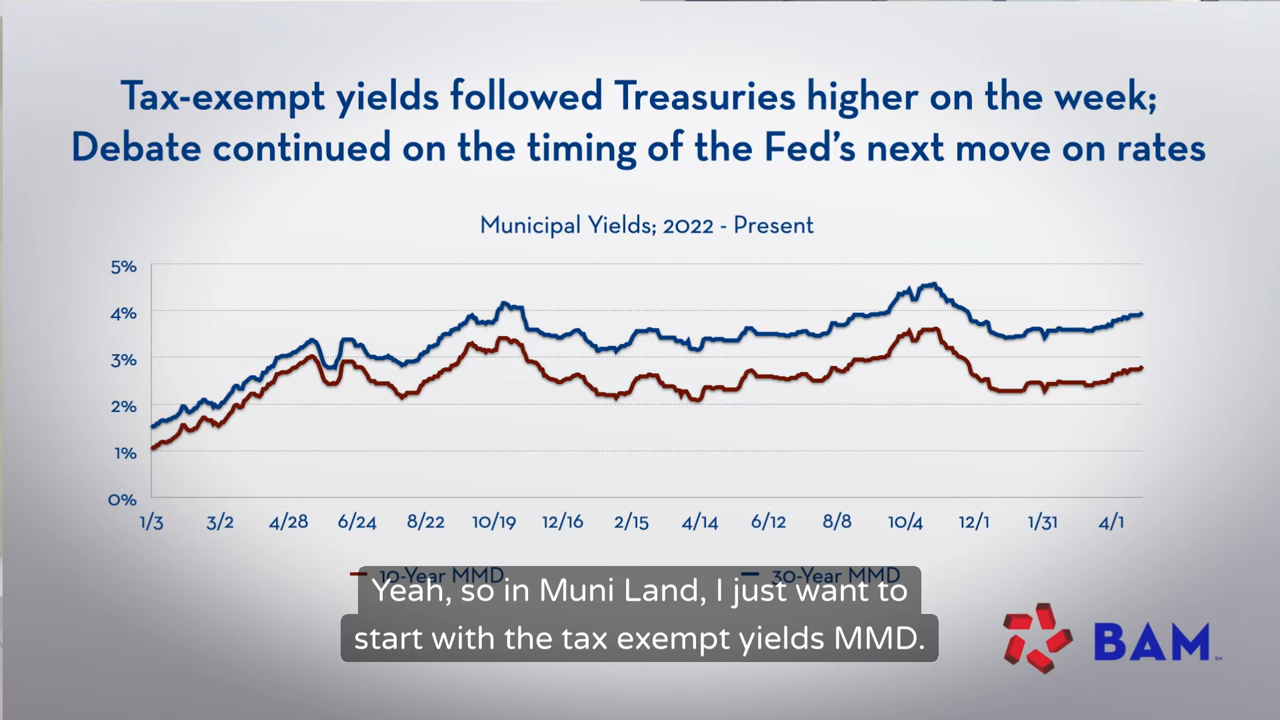 Tax-exempt yields followed Treasuries higher on the week;
Debate continued on the timing of the Fed's next move on rates
Municipal Yields; 2022 - Present
5%
4%
3%
2%
1%
0%
1/3 3/2 4/28 6/24 8/22 10/19 12/16 2/15 4/14 6/12 8/8 10/4 12/1 1/31 4/1
10-Year MMD 30-Year MMD
Yeah, so in Muni Land, I just want to
start with the tax exempt yields MMD.
BAM